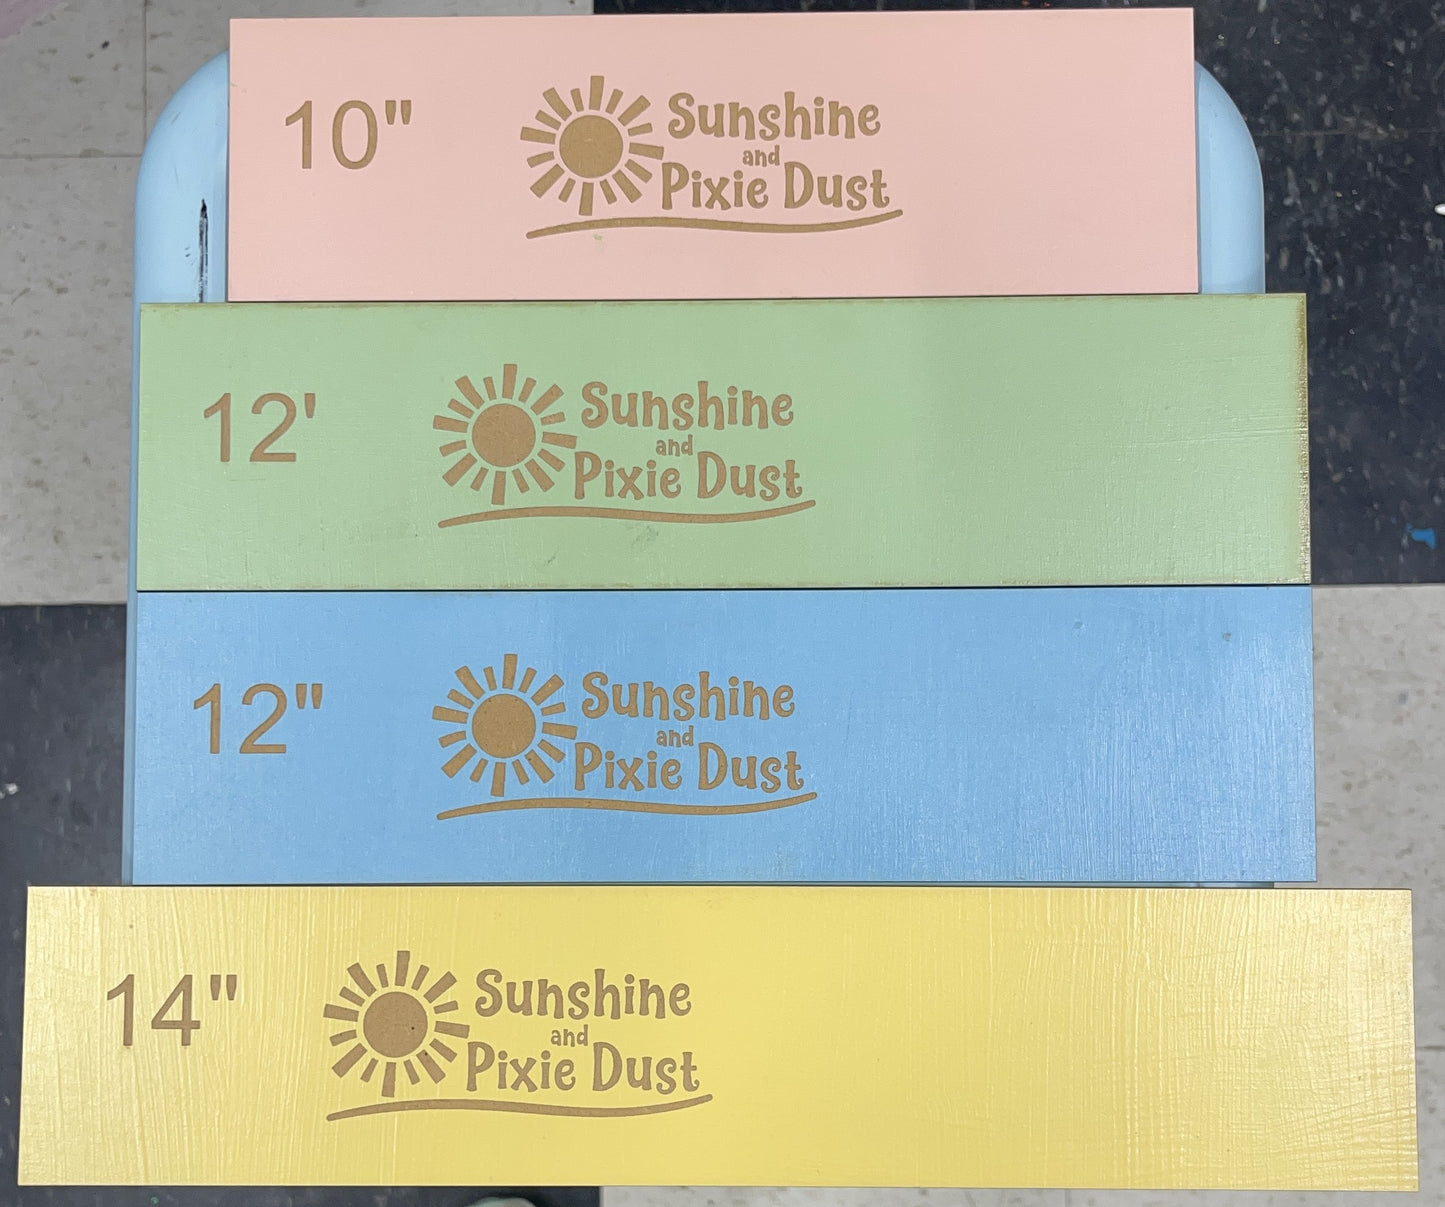 10"
Sunshine
and
Pixie Dust
12'
Sunshine
and
Pixie Dust
12"
Sunshine
and
Pixie Dust
14"
Sunshine
and
Pixie Dust